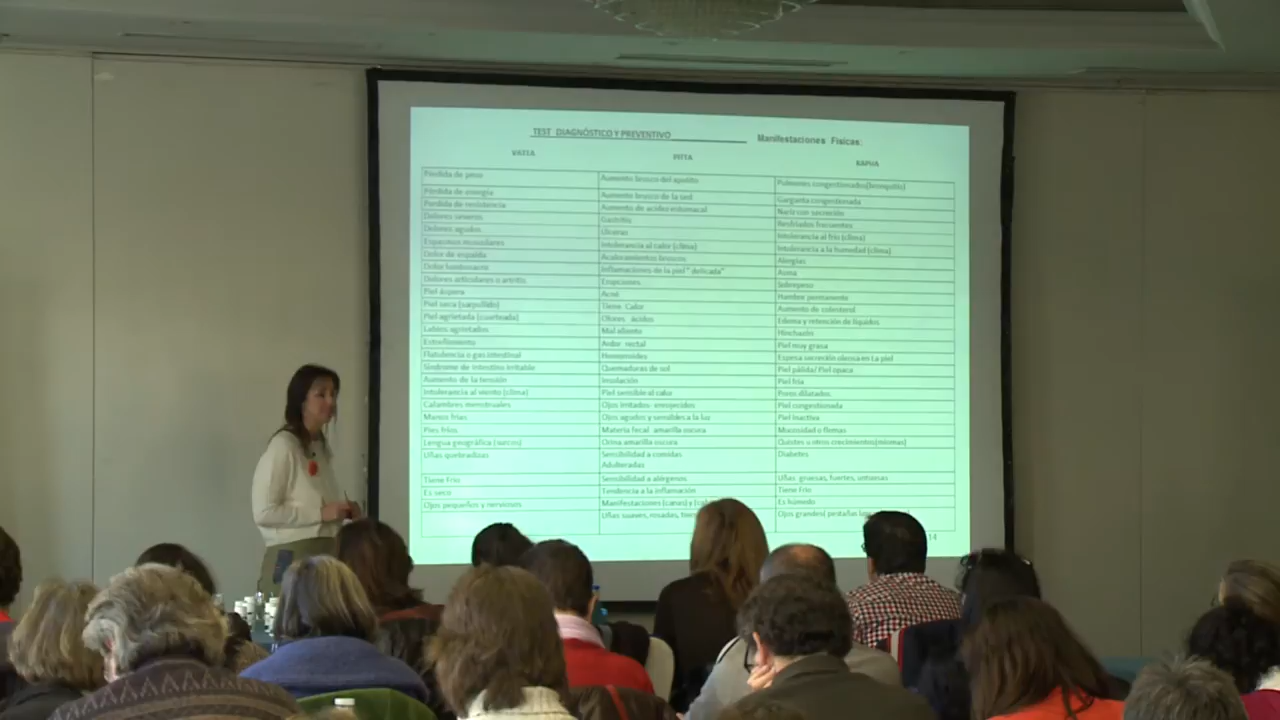 TEST DIAGNÓSTICO Y PREVENTIVO Manifestaciones Físicas:
VATTA PITTA KAPHA
Pérdida de peso Aumento brusco del apetito Pulmones congestionados(bronquitis)
Pérdida de energía Aumento brusco de la sed Garganta congestionada
Perdida de resistencia Aumento de acidez estomacal Nariz con secreción
Dolores severos. Gastritis Resfriados frecuentes
Dolores agudos. Úlceras Intolerancia al frío (clima)
Espasmos musculares Intolerancia al calor (clima) Intolerancia a la humedad (clima)
Dolor de espalda Acaloramientos bruscos Alergias
Dolor lumbosacro Inflamaciones de la piel " delicada" Asma
Dolores articulares o artritis Erupciones Sobrepeso
Piel áspera Acné Hambre permanente
Piel seca (sarpullido) Tiene Calor Aumento de colesterol
Piel agrietada (cuarteada) Olores ácidos Edema y retención de líquidos
Labios agrietados Mal aliento Hinchazón
Estreñimiento Ardor rectal Piel muy grasa
Flatulencia o gas intestinal Hemorroides Espesa secreción oleosa en La piel
Síndrome de intestino irritable Quemaduras de sol Piel pálida/ Piel opaca
Aumento de la tensión Insolación Piel fría
Intolerancia al viento (clima) Piel sensible al calor Poros dilatados.
Calambres menstruales Ojos irritados- enrojecidos Piel congestionada
Manos frías Ojos agudos y sensibles a la luz Piel inactiva
Pies fríos Materia fecal amarilla oscura Mucosidad o flemas
Lengua geográfica (surcos) Orina amarilla oscura Quistes u otros crecimientos(miomas)
Uñas quebradizas Sensibilidad a comidas Diabetes
Adulteradas
Tiene Frío Sensibilidad a alérgenos Uñas gruesas, fuertes, untuosas
Es seco Tendencia a la inflamación Tiene Frío
Ojos pequeños y nerviosos Manifestaciones (canas) y Es húmedo
Uñas suaves, rosadas, Ojos grandes( pestañas
14